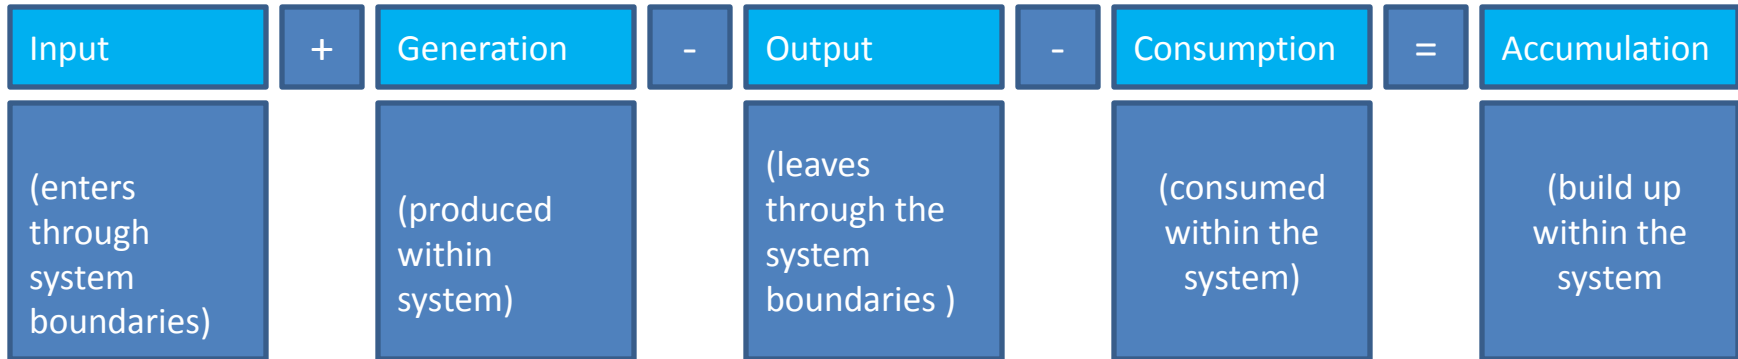 Input + Generation - Output - Consumption = Accumulation
(enters
through
system
boundaries)
(produced
within
system)
(leaves
through the
system
boundaries )
(consumed
within the
system)
(build up
within the
system